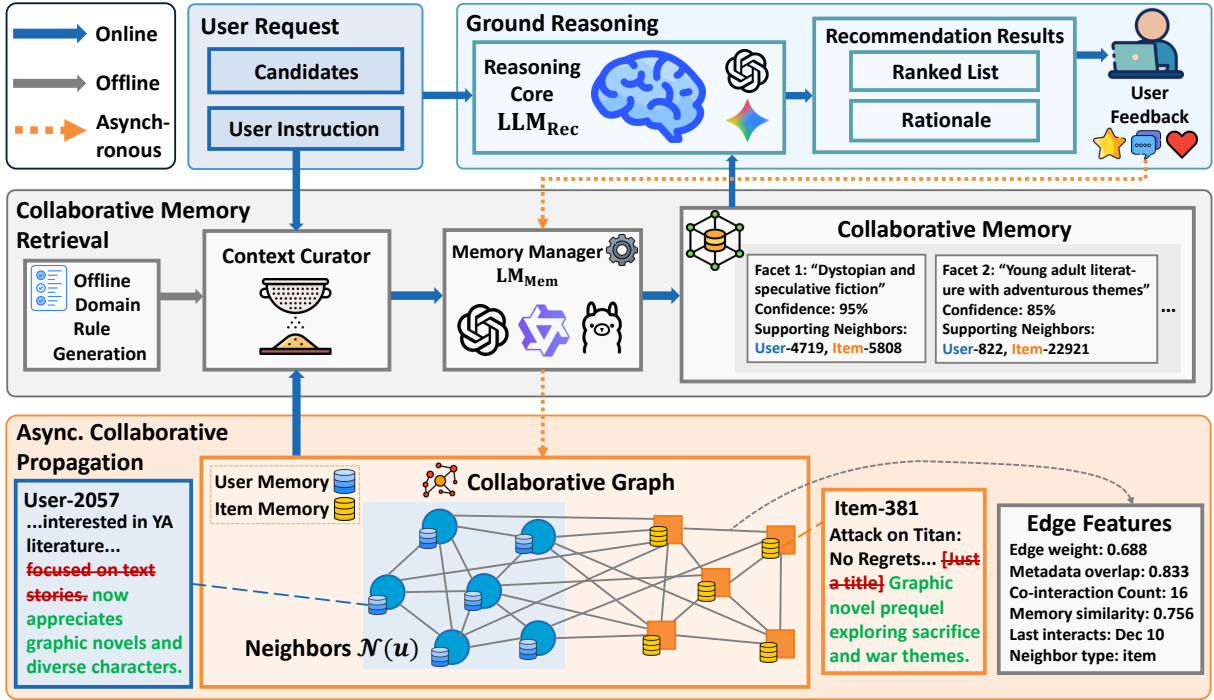 Online
Offline
Asynch-
ronous
User Request
Candidates
User Instruction
Ground Reasoning
Reasoning
Core
LLM_Rec
Recommendation Results
Ranked List
Rationale
User
Feedback
Collaborative Memory
Retrieval
Offline
Domain
Rule
Generation
Context Curator
Memory Manager
LM_Mem
Collaborative Memory
Facet 1: “Dystopian and
speculative fiction”
Confidence: 95%
Supporting Neighbors:
User-4719, Item-5808
Facet 2: “Young adult literat-
ure with adventurous themes”
Confidence: 85%
Supporting Neighbors:
User-822, Item-22921
...
Async. Collaborative
Propagation
User-2057
...interested in YA
literature...
focused on text
stories. now
appreciates
graphic novels and
diverse characters.
User Memory
Item Memory
Collaborative Graph
Neighbors N(u)
Item-381
Attack on Titan:
No Regrets... [Just
a title] Graphic
novel prequel
exploring sacrifice
and war themes.
Edge Features
Edge weight: 0.688
Metadata overlap: 0.833
Co-interaction Count: 16
Memory similarity: 0.756
Last interacts: Dec 10
Neighbor type: item